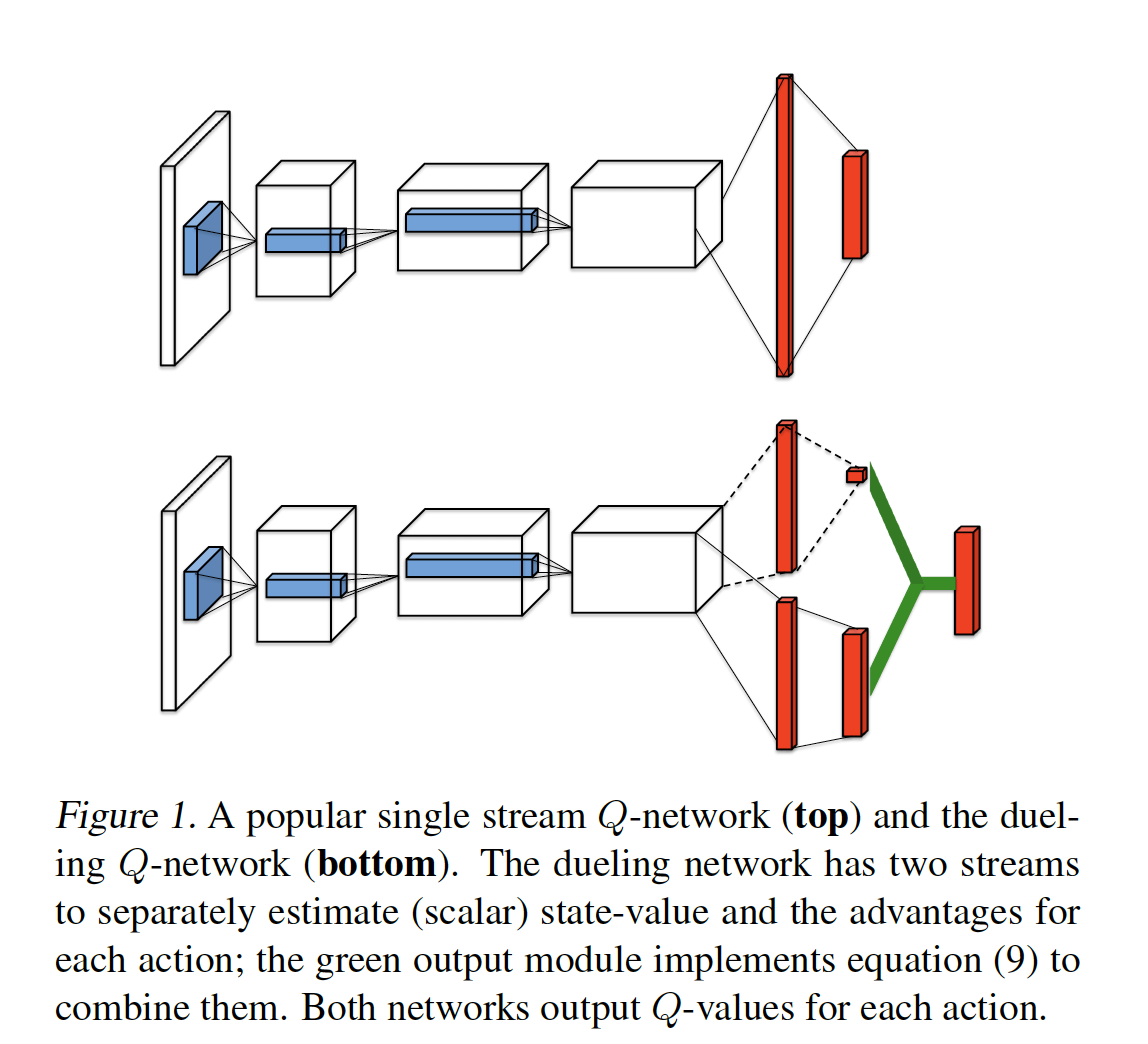 Figure 1. A popular single stream Q-network (top) and the duel-
ing Q-network (bottom). The dueling network has two streams
to separately estimate (scalar) state-value and the advantages for
each action; the green output module implements equation (9) to
combine them. Both networks output Q-values for each action.